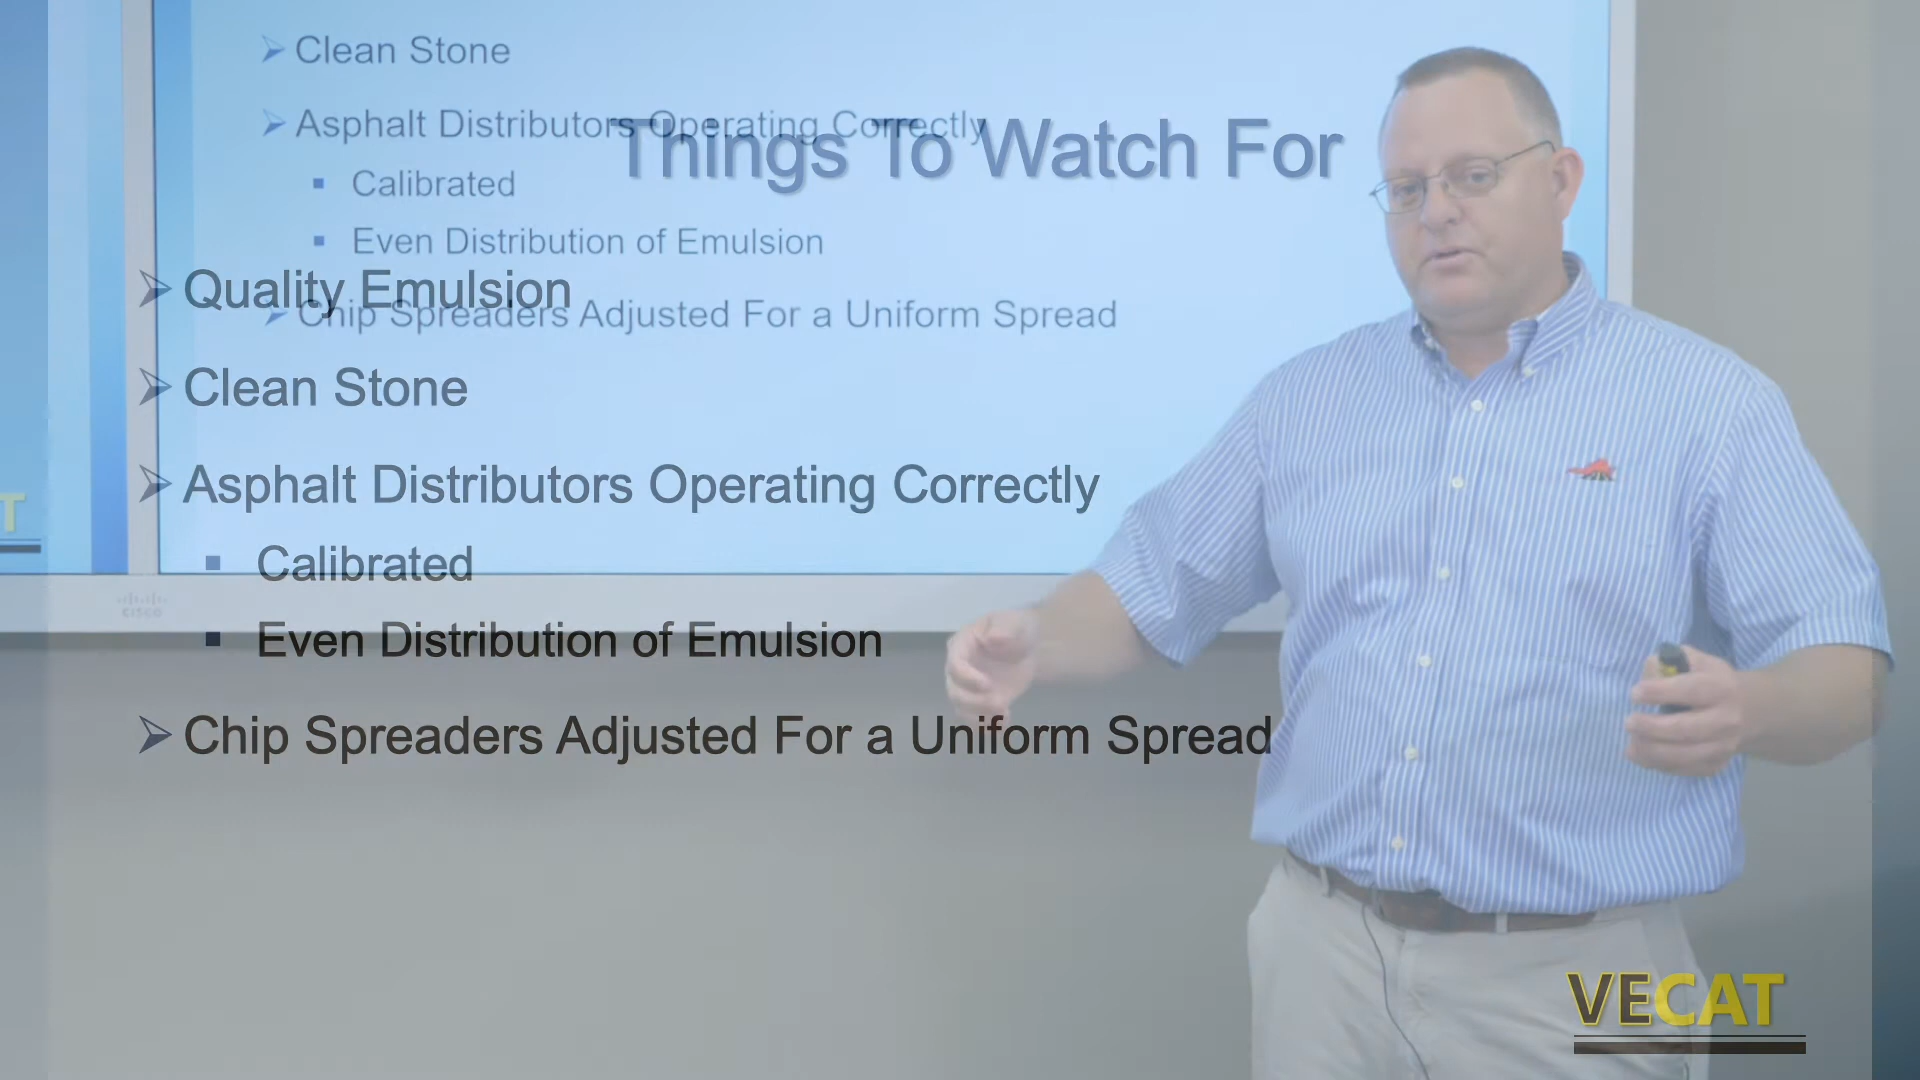 Things To Watch For
➢ Quality Emulsion
➢ Clean Stone
➢ Asphalt Distributors Operating Correctly
▪ Calibrated
▪ Even Distribution of Emulsion
➢ Chip Spreaders Adjusted For a Uniform Spread
➢ Clean Stone
➢ Asphalt Distributors Operating Correctly
▪ Calibrated
▪ Even Distribution of Emulsion
➢ Chip Spreaders Adjusted For a Uniform Spread
T
CISCO
VECAT